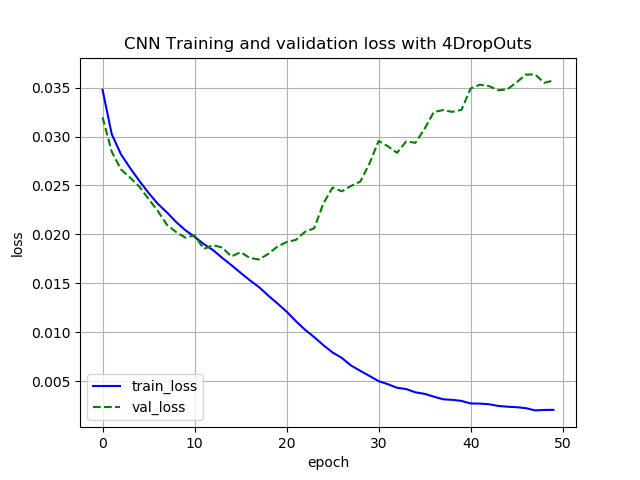 CNN Training and validation loss with 4DropOuts
0.035
0.030
0.025
0.020
0.015
0.010
0.005
loss
train_loss
val_loss
0 10 20 30 40 50
epoch